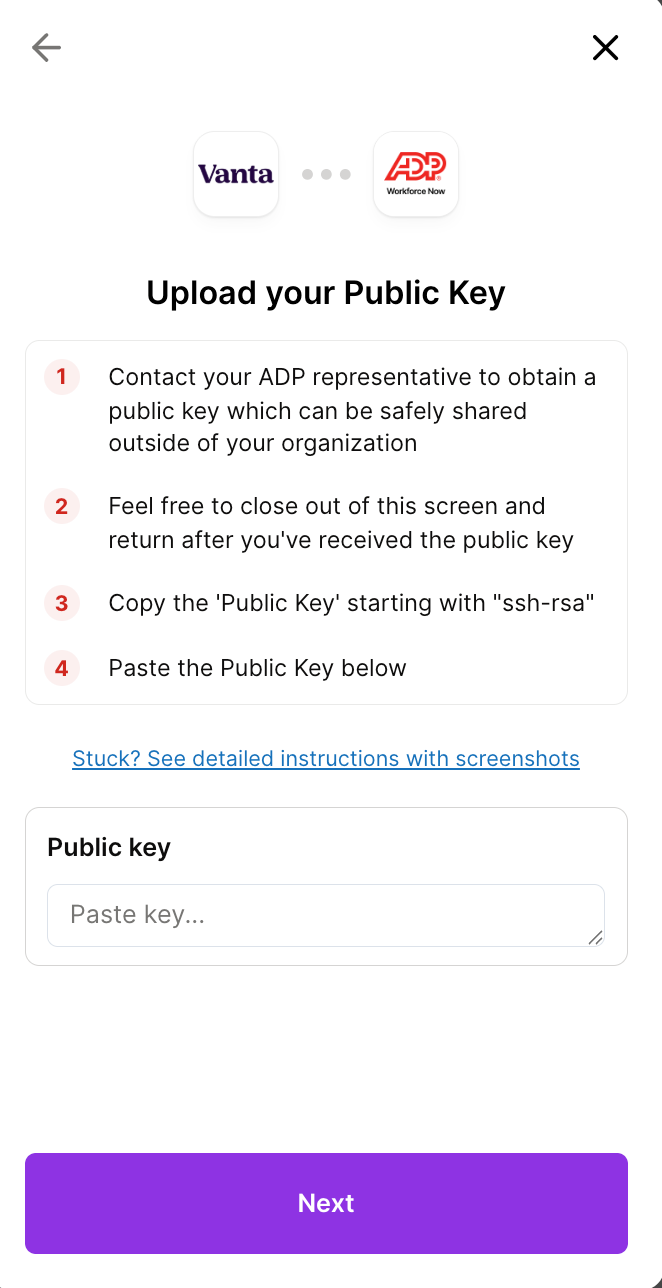 Vanta
ADP
Workforce Now
Upload your Public Key
1
Contact your ADP representative to obtain a
public key which can be safely shared
outside of your organization
2
Feel free to close out of this screen and
return after you've received the public key
3
Copy the 'Public Key' starting with "ssh-rsa"
4
Paste the Public Key below
Stuck? See detailed instructions with screenshots
Public key
Paste key...
Next